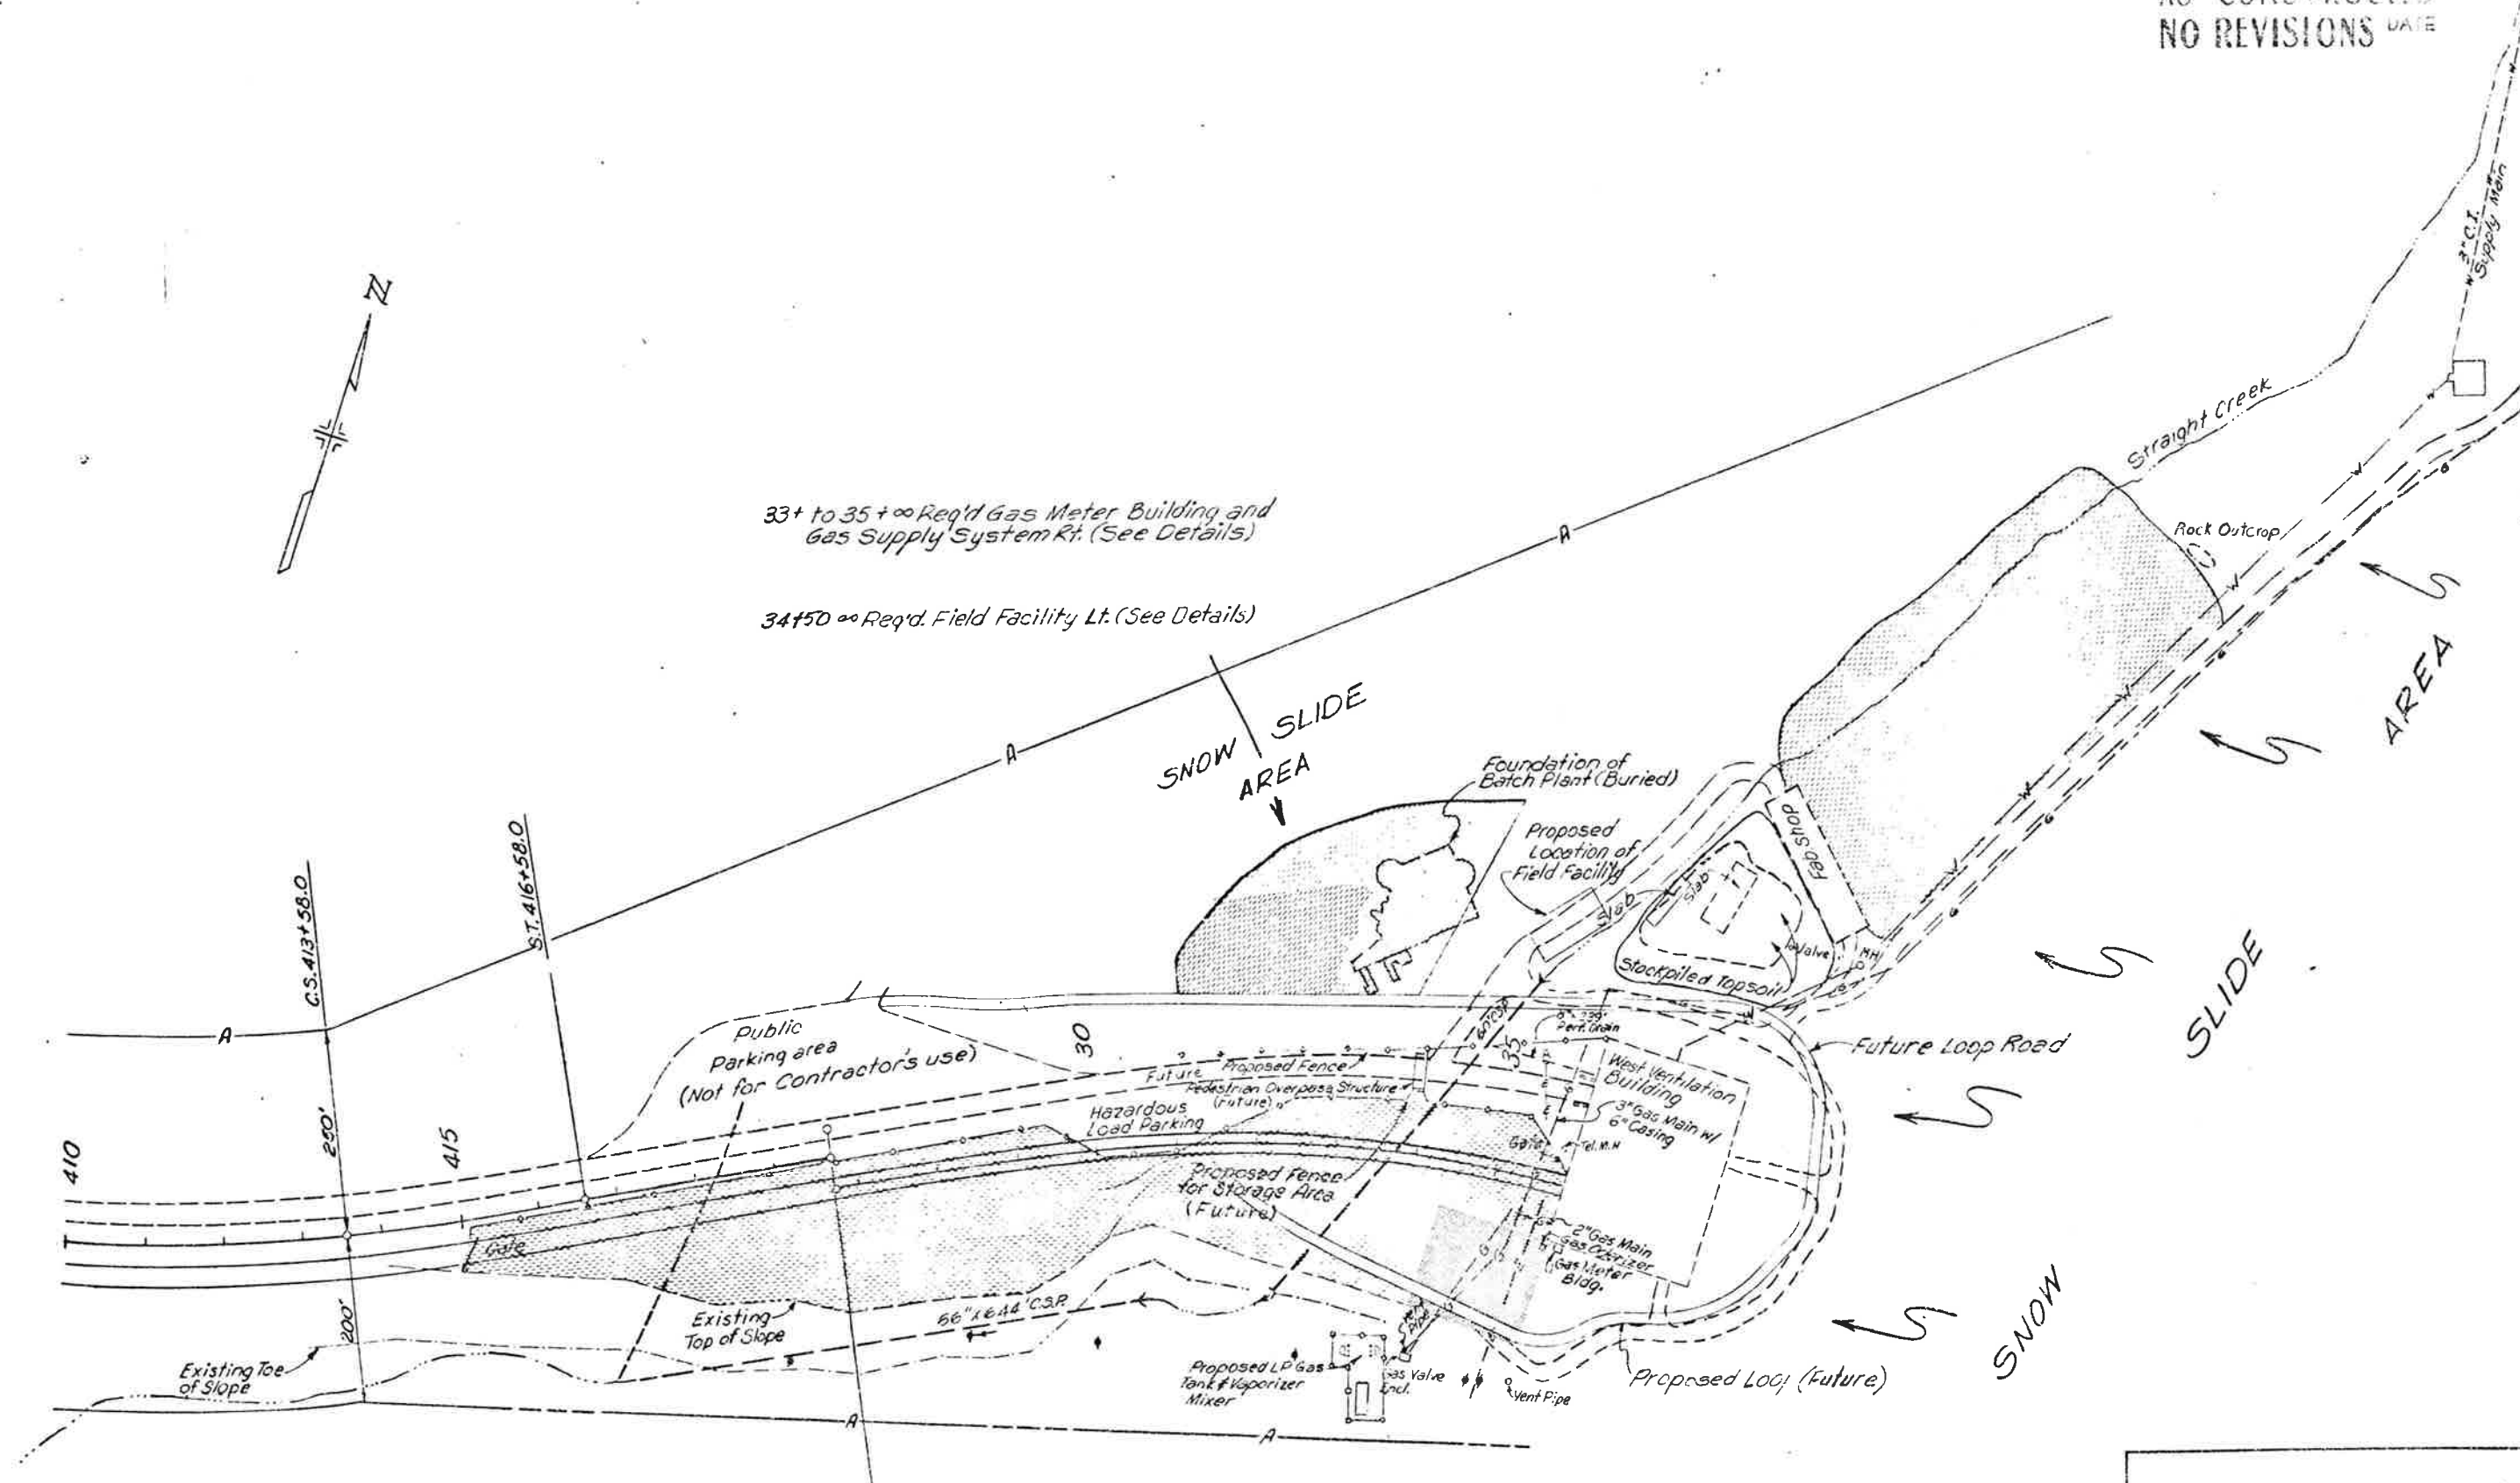 NO REVISIONS DATE
N
3" C.I.
Supply Main
Straight Creek
Rock Outcrop
33+ to 35+00 Req'd Gas Meter Building and
Gas Supply System Rt. (See Details)
34+50 Req'd. Field Facility Lt. (See Details)
A
A
SNOW SLIDE
AREA
AREA
SLIDE
SNOW
Foundation of
Batch Plant (Buried)
Proposed
Location of
Field Facility
Fab. Shop
Slab
Slab
Valve
MH
Stockpiled Topsoil
C.S. 413+58.0
S.T. 416+58.0
A
250'
200'
410
415
30
35
Public
Parking area
(Not for Contractor's use)
60" CSP
Perf. Drain
Future Loop Road
Future
Proposed Fence
Pedestrian Overpass Structure
(Future)
West Ventilation
Building
Hazardous
Load Parking
3" Gas Main w/
6" Casing
Gate
Tel. M.H
Proposed Fence
for Storage Area
(Future)
Gate
2" Gas Main
Gas Odorizer
Gas Meter
Bldg.
Existing
Top of Slope
66" x 644' C.S.P.
Existing Toe
of Slope
Proposed LP Gas
Tank & Vaporizer
Mixer
Pipe
Gas Valve
Encl.
Vent Pipe
Proposed Loop (Future)
A
A